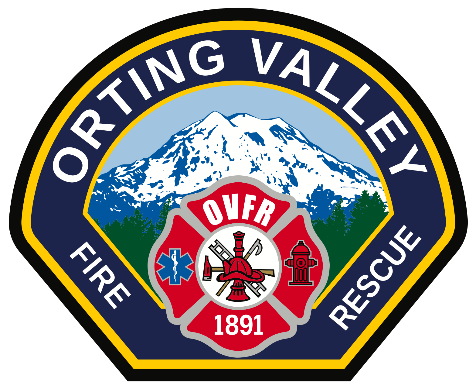 ORTING VALLEY
FIRE
RESCUE
OVFR
1891